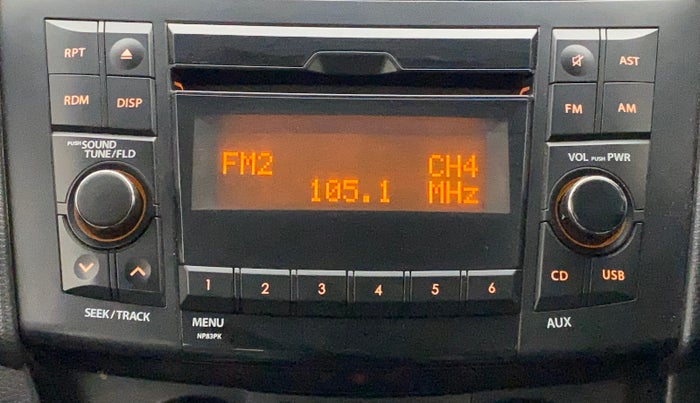 RPT
RDM
DISP
AST
FM
AM
PUSH SOUND
TUNE/FLD
VOL PUSH PWR
FM2 CH4
105.1 MHz
CD
USB
1 2 3 4 5 6
SEEK/TRACK
MENU
NP83PK
AUX